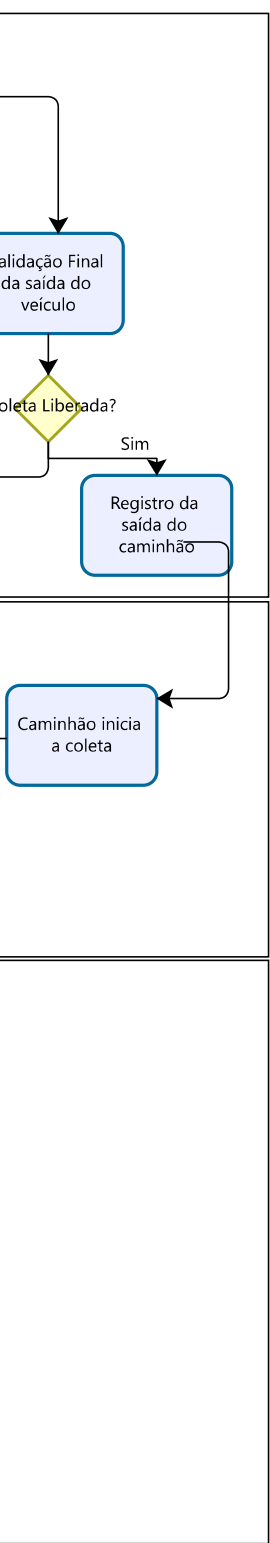 alidação Final
da saída do
veículo
oleta Liberada?
Sim
Registro da
saída do
caminhão
Caminhão inicia
a coleta